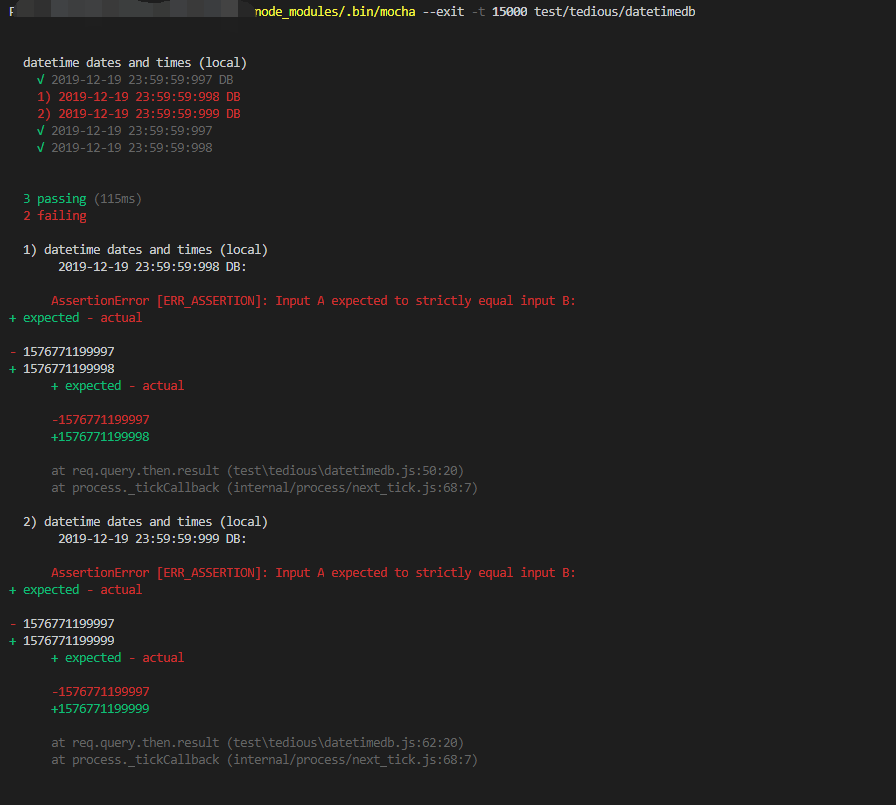 node_modules/.bin/mocha --exit -t 15000 test/tedious/datetimedb
datetime dates and times (local)
√ 2019-12-19 23:59:59:997 DB
1) 2019-12-19 23:59:59:998 DB
2) 2019-12-19 23:59:59:999 DB
√ 2019-12-19 23:59:59:997
√ 2019-12-19 23:59:59:998
3 passing (115ms)
2 failing
1) datetime dates and times (local)
2019-12-19 23:59:59:998 DB:
AssertionError [ERR_ASSERTION]: Input A expected to strictly equal input B:
+ expected - actual
- 1576771199997
+ 1576771199998
+ expected - actual
-1576771199997
+1576771199998
at req.query.then.result (test\tedious\datetimedb.js:50:20)
at process._tickCallback (internal/process/next_tick.js:68:7)
2) datetime dates and times (local)
2019-12-19 23:59:59:999 DB:
AssertionError [ERR_ASSERTION]: Input A expected to strictly equal input B:
+ expected - actual
- 1576771199997
+ 1576771199999
+ expected - actual
-1576771199997
+1576771199999
at req.query.then.result (test\tedious\datetimedb.js:62:20)
at process._tickCallback (internal/process/next_tick.js:68:7)